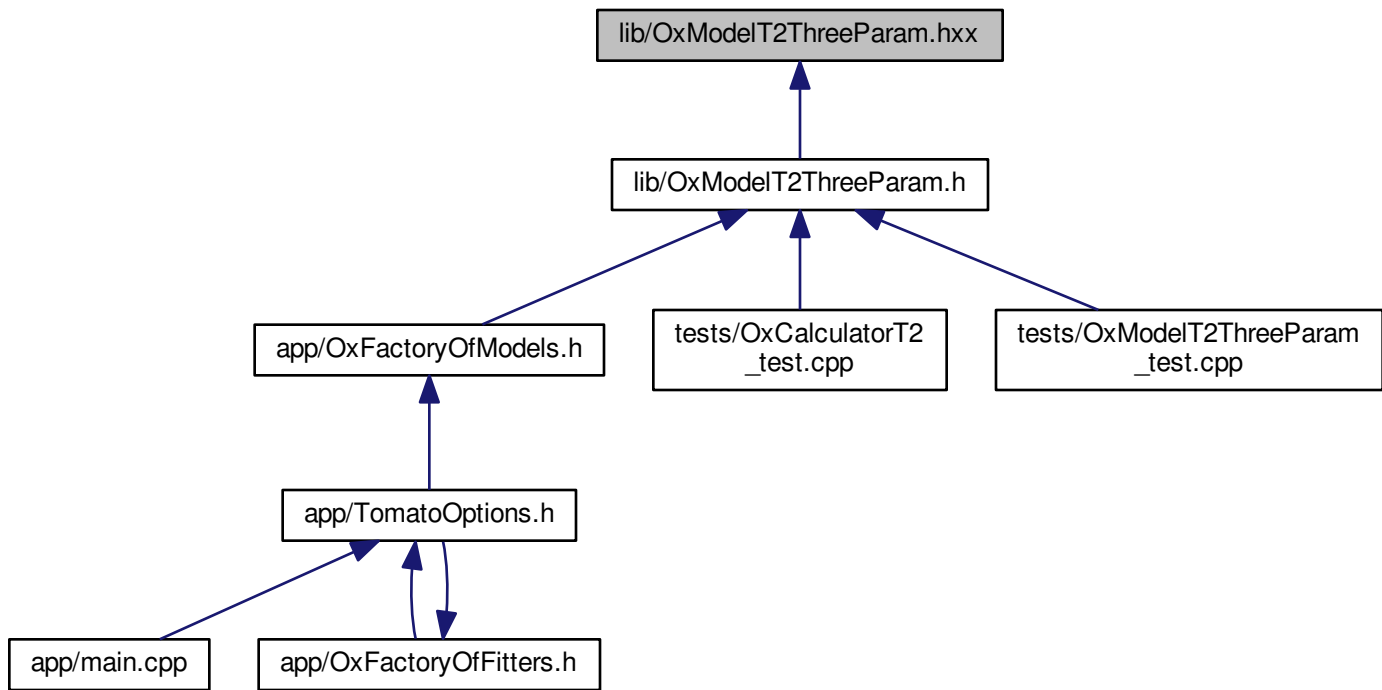 lib/OxModelT2ThreeParam.hxx
lib/OxModelT2ThreeParam.h
app/OxFactoryOfModels.h
tests/OxCalculatorT2
_test.cpp
tests/OxModelT2ThreeParam
_test.cpp
app/TomatoOptions.h
app/main.cpp
app/OxFactoryOfFitters.h